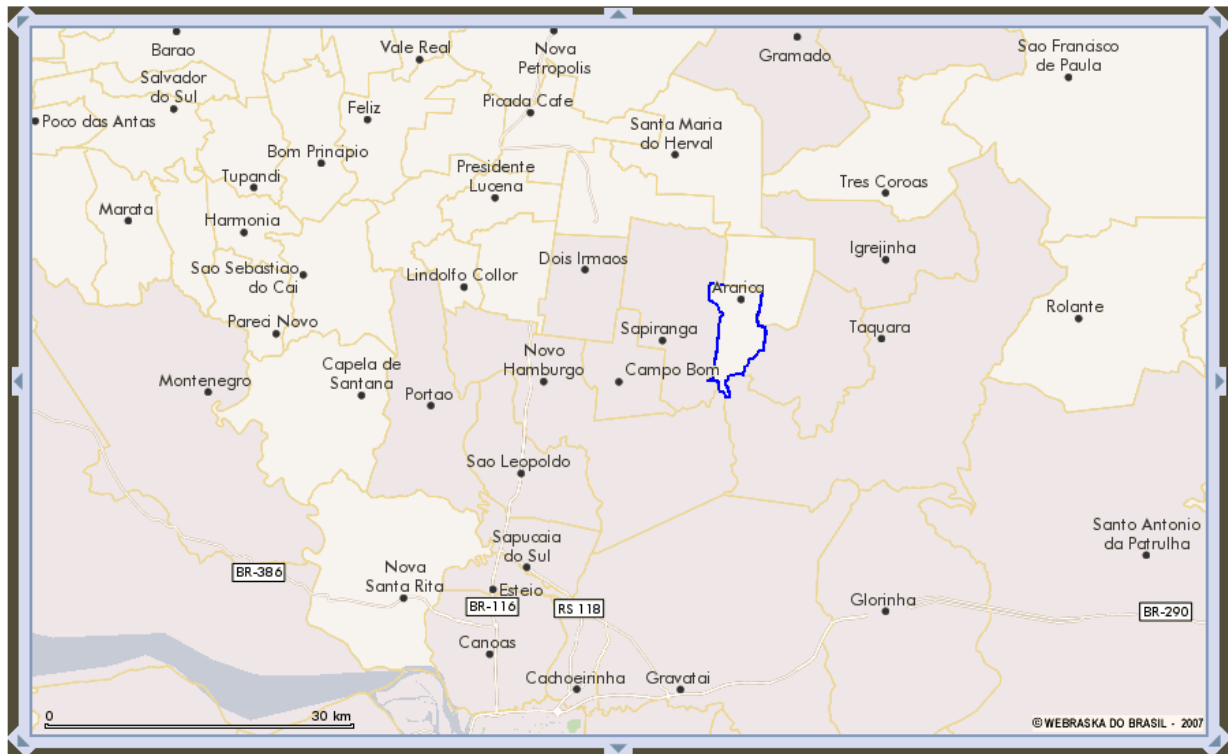 Barao
Vale Real
Nova
Petropolis
Gramado
Sao Francisco
de Paula
Salvador
do Sul
Feliz
Picada Cafe
Poco das Antas
Santa Maria
do Herval
Bom Principio
Tupandi
Presidente
Lucena
Tres Coroas
Marata
Harmonia
Igrejinha
Dois Irmaos
Sao Sebastiao
do Cai
Lindolfo Collor
Ararica
Rolante
Pareci Novo
Sapiranga
Taquara
Novo
Hamburgo
Capela de
Santana
Campo Bom
Montenegro
Portao
Sao Leopoldo
Santo Antonio
da Patrulha
Sapucaia
do Sul
BR-386
Nova
Santa Rita
Esteio
BR-116
RS 118
Glorinha
BR-290
Canoas
Cachoeirinha
Gravatai
0
30 km
© WEBRASKA DO BRASIL - 2007